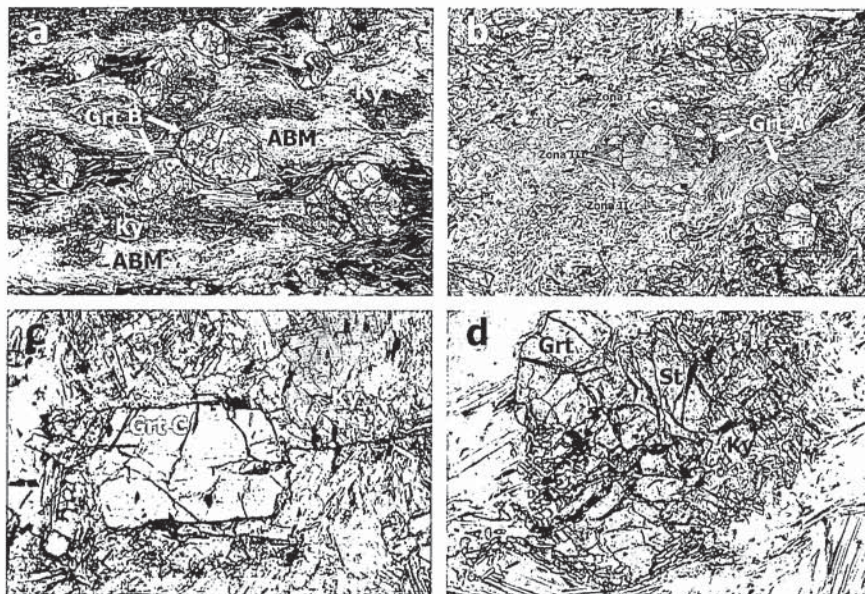 a
Ky
Grt B
ABM
Ky
ABM
b
Zona I
Grt A
Zona III
Zona II
c
Ky
Grt C
d
Grt
St
Ky